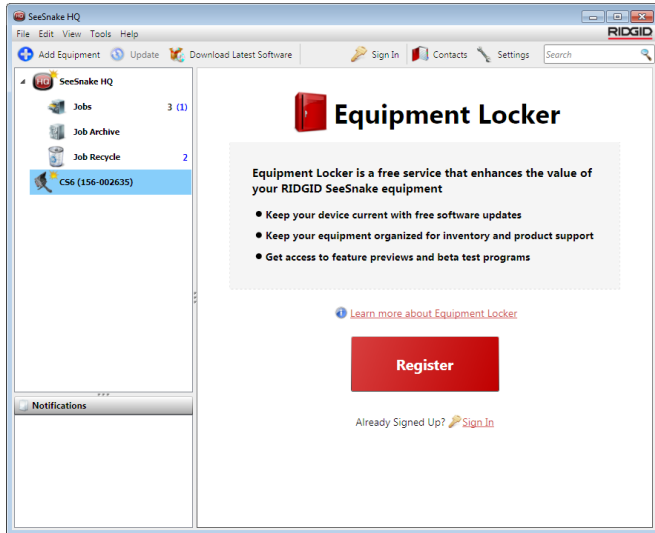 SeeSnake HQ
File Edit View Tools Help
RIDGID
Add Equipment Update Download Latest Software Sign In Contacts Settings Search
HQ SeeSnake HQ
Jobs 3 (1)
Job Archive
Job Recycle 2
CS6 (156-002635)
Notifications
Equipment Locker
Equipment Locker is a free service that enhances the value of
your RIDGID SeeSnake equipment
● Keep your device current with free software updates
● Keep your equipment organized for inventory and product support
● Get access to feature previews and beta test programs
Learn more about Equipment Locker
Register
Already Signed Up? Sign In